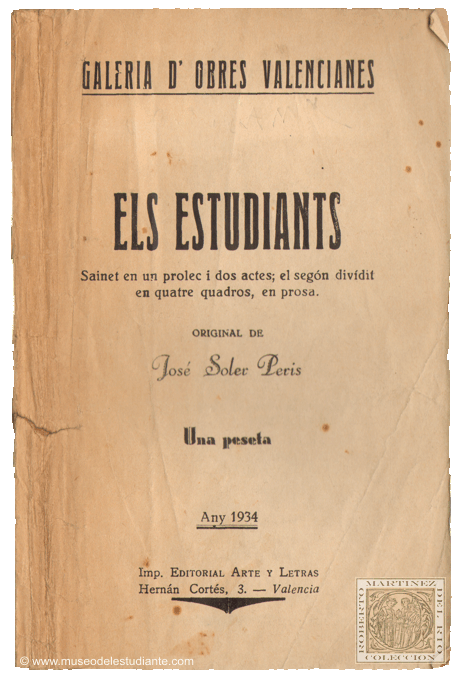 GALERIA D' OBRES VALENCIANES
ELS ESTUDIANTS
Sainet en un prolec i dos actes; el segón divídit
en quatre quadros, en prosa.
ORIGINAL DE
José Soler Peris
Una peseta
Any 1934
Imp. EDITORIAL ARTE Y LETRAS
Hernán Cortés, 3. — Valencia
ROBERTO MARTINEZ DEL RIO
COLECCION
© www.museodelestudiante.com